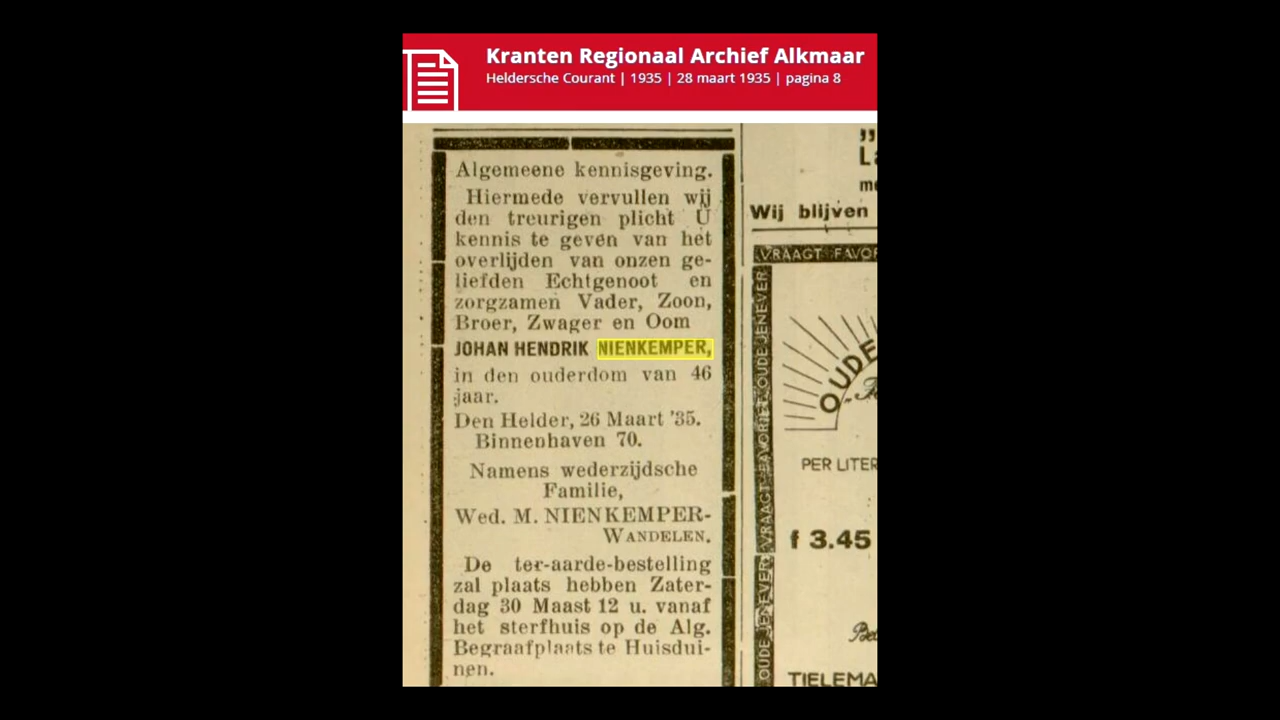 Kranten Regionaal Archief Alkmaar
Heldersche Courant | 1935 | 28 maart 1935 | pagina 8
Algemeene kennisgeving.
Hiermede vervullen wij
den treurigen plicht U
kennis te geven van het
overlijden van onzen ge-
liefden Echtgenoot en
zorgzamen Vader, Zoon,
Broer, Zwager en Oom
JOHAN HENDRIK NIENKEMPER,
in den ouderdom van 46
jaar.
Den Helder, 26 Maart '35.
Binnenhaven 70.
Namens wederzijdsche
Familie,
Wed. M. NIENKEMPER-
WANDELEN.
De ter-aarde-bestelling
zal plaats hebben Zater-
dag 30 Maast 12 u. vanaf
het sterfhuis op de Alg.
Begraafplaats te Huisdui-
nen.
Wij blijven
VRAAGT FAVOR
OUDE JENEVER VRAAGT FAVORIET OUDE JENEVER
OUDE
PER LITER
f 3.45
TIELEMA